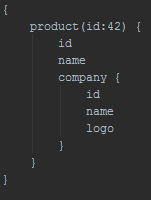 {
    product(id:42) {
        id
        name
        company {
            id
            name
            logo
        }
    }
}